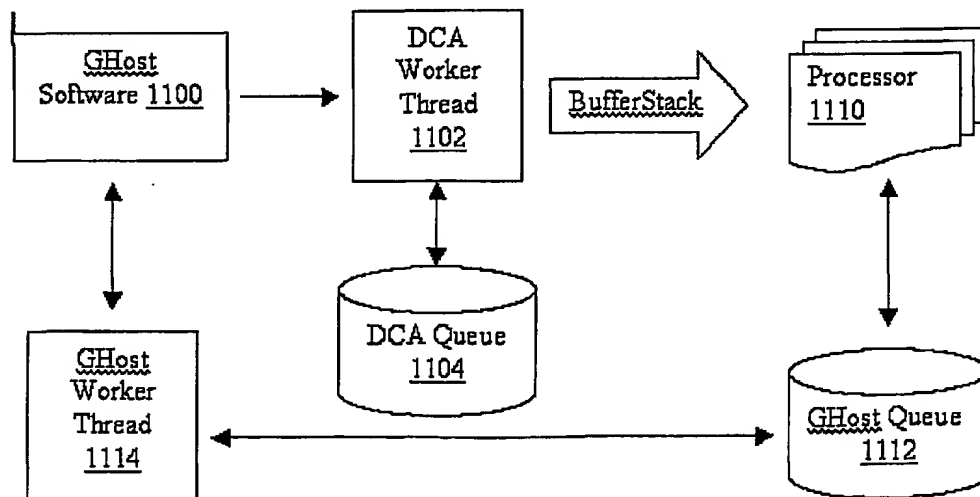 GHost
Software 1100
DCA
Worker
Thread
1102
BufferStack
Processor
1110
DCA Queue
1104
GHost
Worker
Thread
1114
GHost Queue
1112